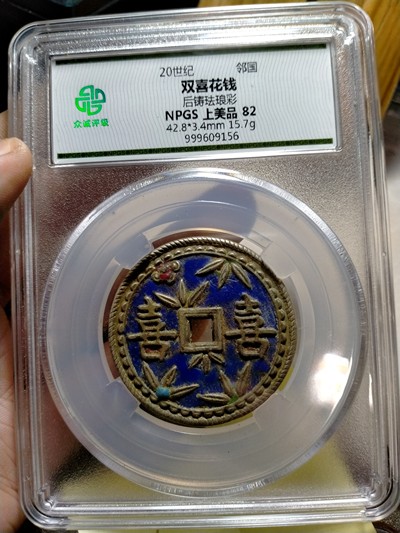 20世纪 邻国
双喜花钱
后铸珐琅彩
NPGS 上美品 82
42.8*3.4mm 15.7g
999609156
众诚评级
喜 喜